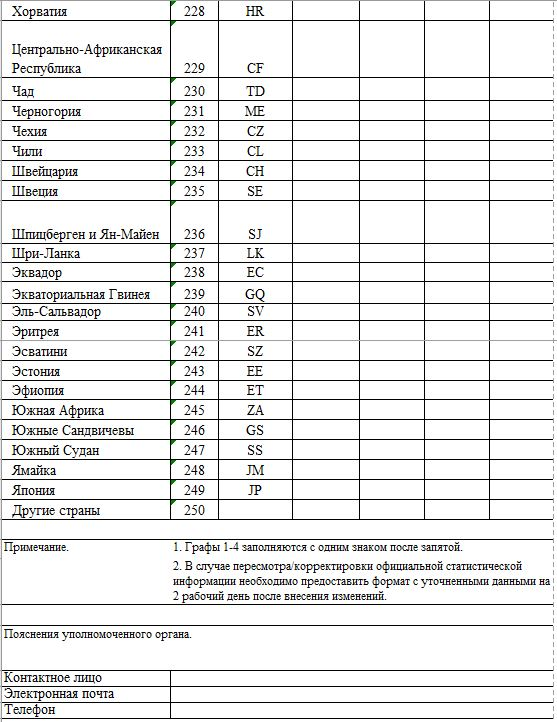 Хорватия 228 HR
Центрально-Африканская
Республика 229 CF
Чад 230 TD
Черногория 231 ME
Чехия 232 CZ
Чили 233 CL
Швейцария 234 CH
Швеция 235 SE
Шпицберген и Ян-Майен 236 SJ
Шри-Ланка 237 LK
Эквадор 238 EC
Экваториальная Гвинея 239 GQ
Эль-Сальвадор 240 SV
Эритрея 241 ER
Эсватини 242 SZ
Эстония 243 EE
Эфиопия 244 ET
Южная Африка 245 ZA
Южные Сандвичевы 246 GS
Южный Судан 247 SS
Ямайка 248 JM
Япония 249 JP
Другие страны 250
Примечание. 1. Графы 1-4 заполняются с одним знаком после запятой.
2. В случае пересмотра/корректировки официальной статистической
информации необходимо предоставить формат с уточненными данными на
2 рабочий день после внесения изменений.
Пояснения уполномоченного органа.
Контактное лицо
Электронная почта
Телефон